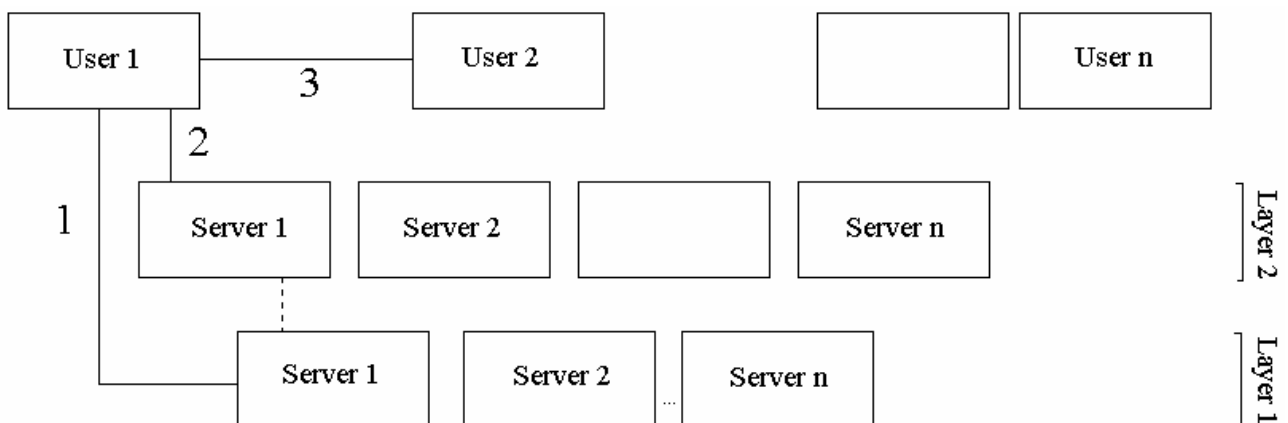 User 1
User 2
User n
3
2
1
Server 1
Server 2
Server n
Layer 2
Server 1
Server 2
...
Server n
Layer 1